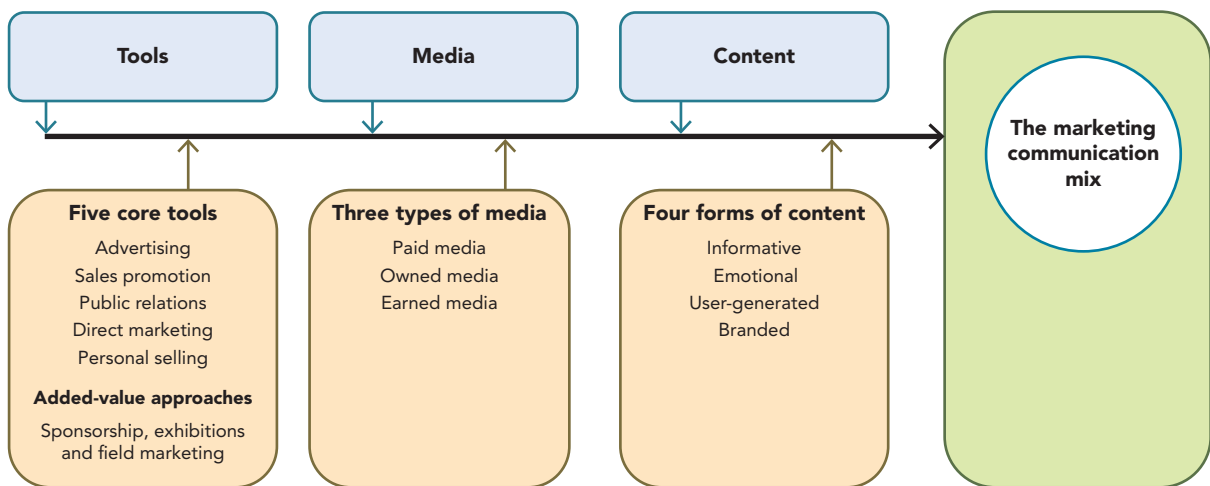 Tools
Media
Content
The marketing
communication
mix
Five core tools
Advertising
Sales promotion
Public relations
Direct marketing
Personal selling
Added-value approaches
Sponsorship, exhibitions
and field marketing
Three types of media
Paid media
Owned media
Earned media
Four forms of content
Informative
Emotional
User-generated
Branded